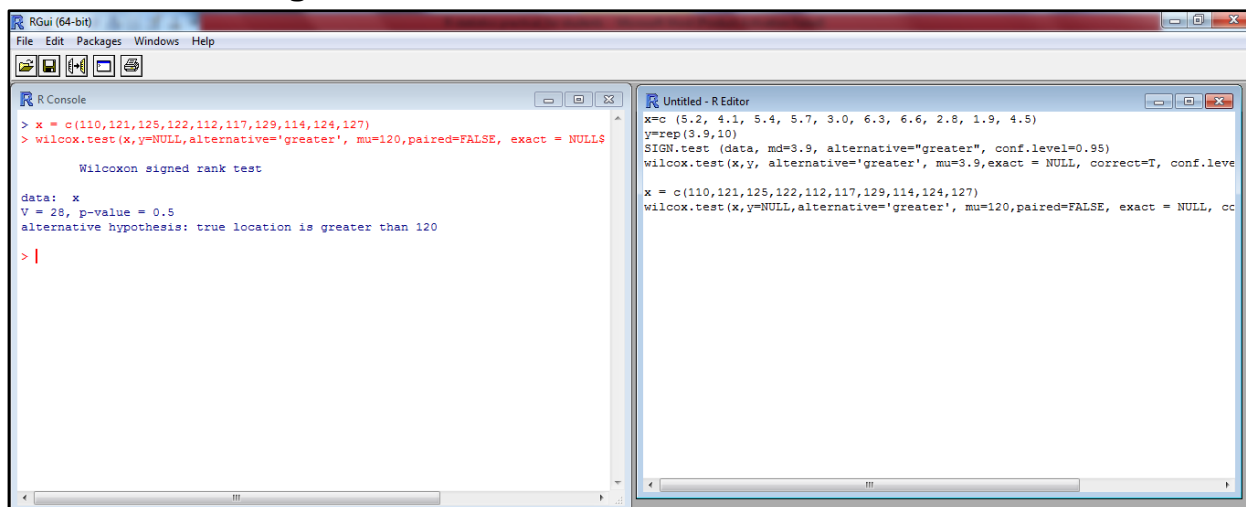 RGui (64-bit)
File Edit Packages Windows Help
R Console
> x = c(110,121,125,122,112,117,129,114,124,127)
> wilcox.test(x,y=NULL,alternative='greater', mu=120,paired=FALSE, exact = NULL$
Wilcoxon signed rank test
data: x
V = 28, p-value = 0.5
alternative hypothesis: true location is greater than 120
>
Untitled - R Editor
x=c (5.2, 4.1, 5.4, 5.7, 3.0, 6.3, 6.6, 2.8, 1.9, 4.5)
y=rep(3.9,10)
SIGN.test (data, md=3.9, alternative="greater", conf.level=0.95)
wilcox.test(x,y, alternative='greater', mu=3.9,exact = NULL, correct=T, conf.leve
x = c(110,121,125,122,112,117,129,114,124,127)
wilcox.test(x,y=NULL,alternative='greater', mu=120,paired=FALSE, exact = NULL, co